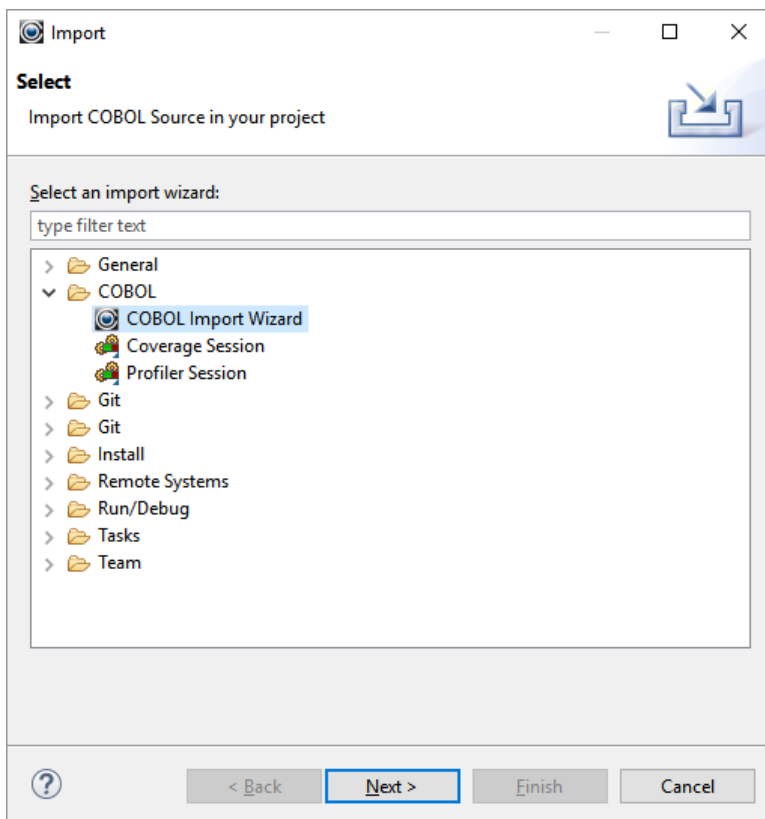 Import
Select
Import COBOL Source in your project
Select an import wizard:
type filter text
General
COBOL
COBOL Import Wizard
Coverage Session
Profiler Session
Git
Git
Install
Remote Systems
Run/Debug
Tasks
Team
? < Back Next > Finish Cancel